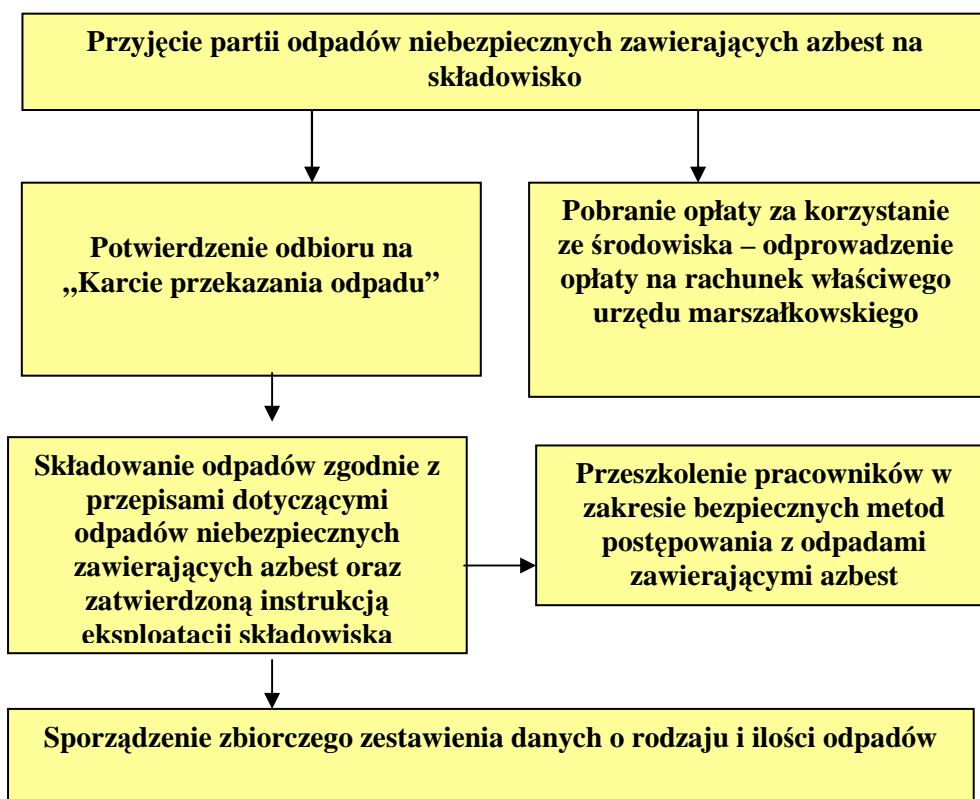 Przyjęcie partii odpadów niebezpiecznych zawierających azbest na
składowisko
Potwierdzenie odbioru na
„Karcie przekazania odpadu”
Pobranie opłaty za korzystanie
ze środowiska – odprowadzenie
opłaty na rachunek właściwego
urzędu marszałkowskiego
Składowanie odpadów zgodnie z
przepisami dotyczącymi
odpadów niebezpiecznych
zawierających azbest oraz
zatwierdzoną instrukcją
eksploatacji składowiska
Przeszkolenie pracowników w
zakresie bezpiecznych metod
postępowania z odpadami
zawierającymi azbest
Sporządzenie zbiorczego zestawienia danych o rodzaju i ilości odpadów